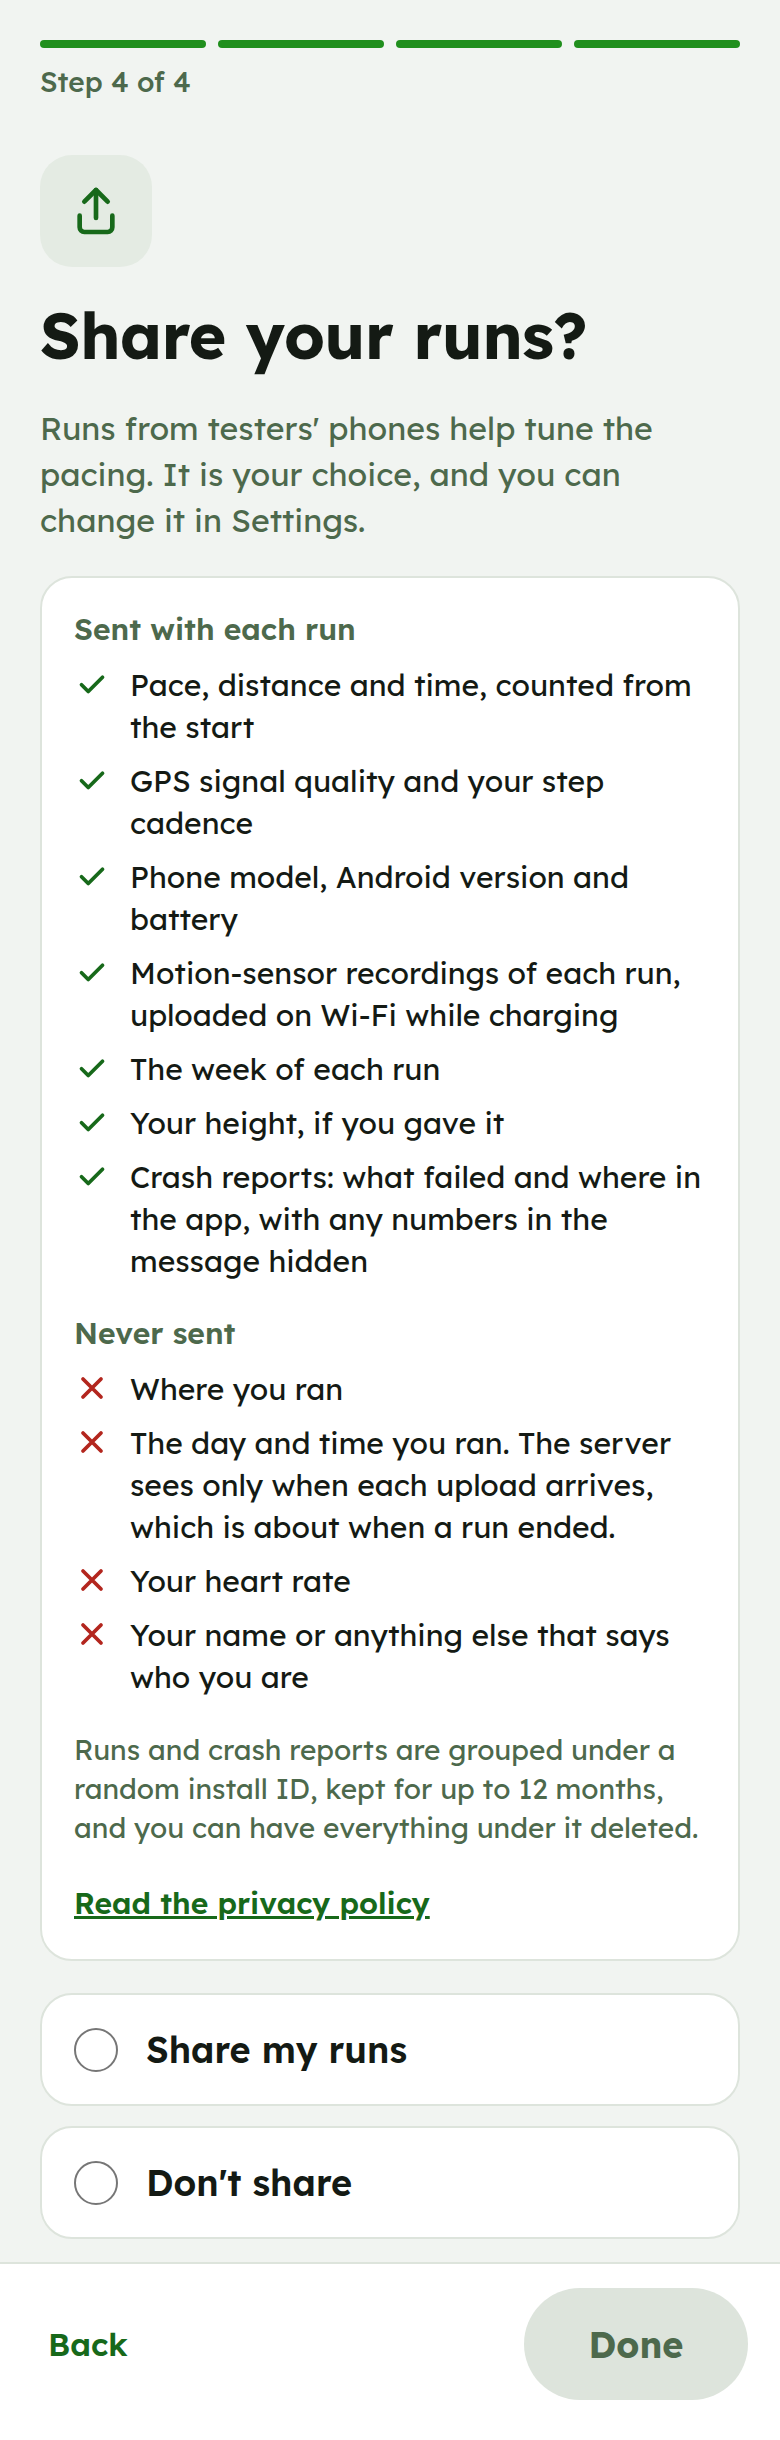 Step 4 of 4
Share your runs?
Runs from testers' phones help tune the
pacing. It is your choice, and you can
change it in Settings.
Sent with each run
Pace, distance and time, counted from
the start
GPS signal quality and your step
cadence
Phone model, Android version and
battery
Motion-sensor recordings of each run,
uploaded on Wi-Fi while charging
The week of each run
Your height, if you gave it
Crash reports: what failed and where in
the app, with any numbers in the
message hidden
Never sent
Where you ran
The day and time you ran. The server
sees only when each upload arrives,
which is about when a run ended.
Your heart rate
Your name or anything else that says
who you are
Runs and crash reports are grouped under a
random install ID, kept for up to 12 months,
and you can have everything under it deleted.
Read the privacy policy
Share my runs
Don't share
Back
Done